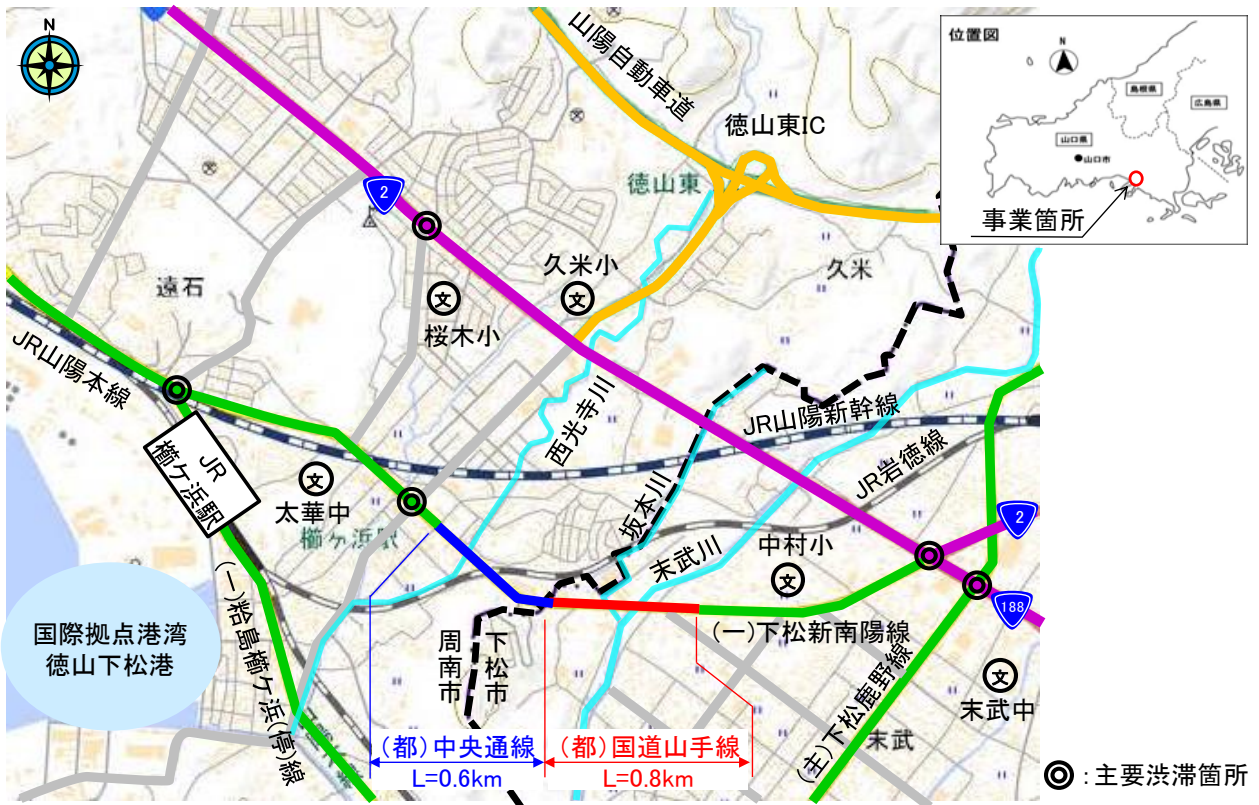 N
位置図
N
島根県
広島県
山口県
山口市
事業箇所
山陽自動車道
徳山東IC
徳山東
2
久米小
久米
文
文
桜木小
遠石
JR山陽本線
西光寺川
JR山陽新幹線
JR
櫛ケ浜駅
文
太華中
櫛ケ浜駅
坂本川
JR岩徳線
2
末武川
中村小
文
188
国際拠点港湾
徳山下松港
(一)粭島櫛ケ浜(停)線
周南市
下松市
(一)下松新南陽線
文
末武中
(主)下松鹿野線
末武
(都)中央通線
L=0.6km
(都)国道山手線
L=0.8km
:主要渋滞箇所